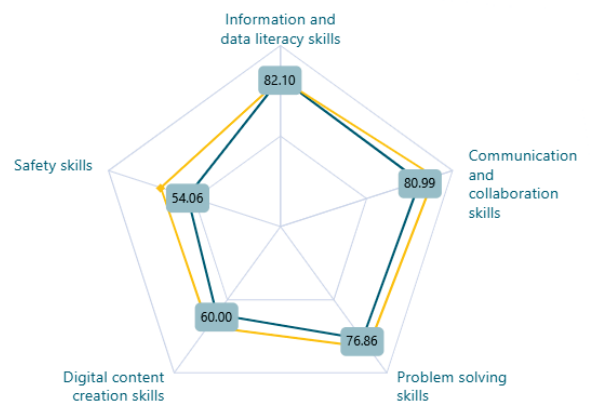 Information and
data literacy skills
82.10
Safety skills
54.06
Communication
and
collaboration
skills
80.99
60.00
76.86
Digital content
creation skills
Problem solving
skills